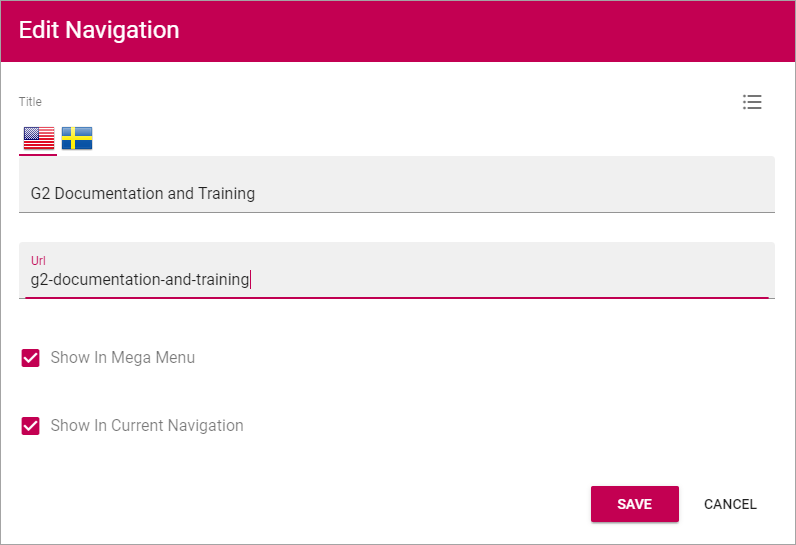 Edit Navigation
Title
G2 Documentation and Training
Url
g2-documentation-and-training
Show In Mega Menu
Show In Current Navigation
SAVE CANCEL